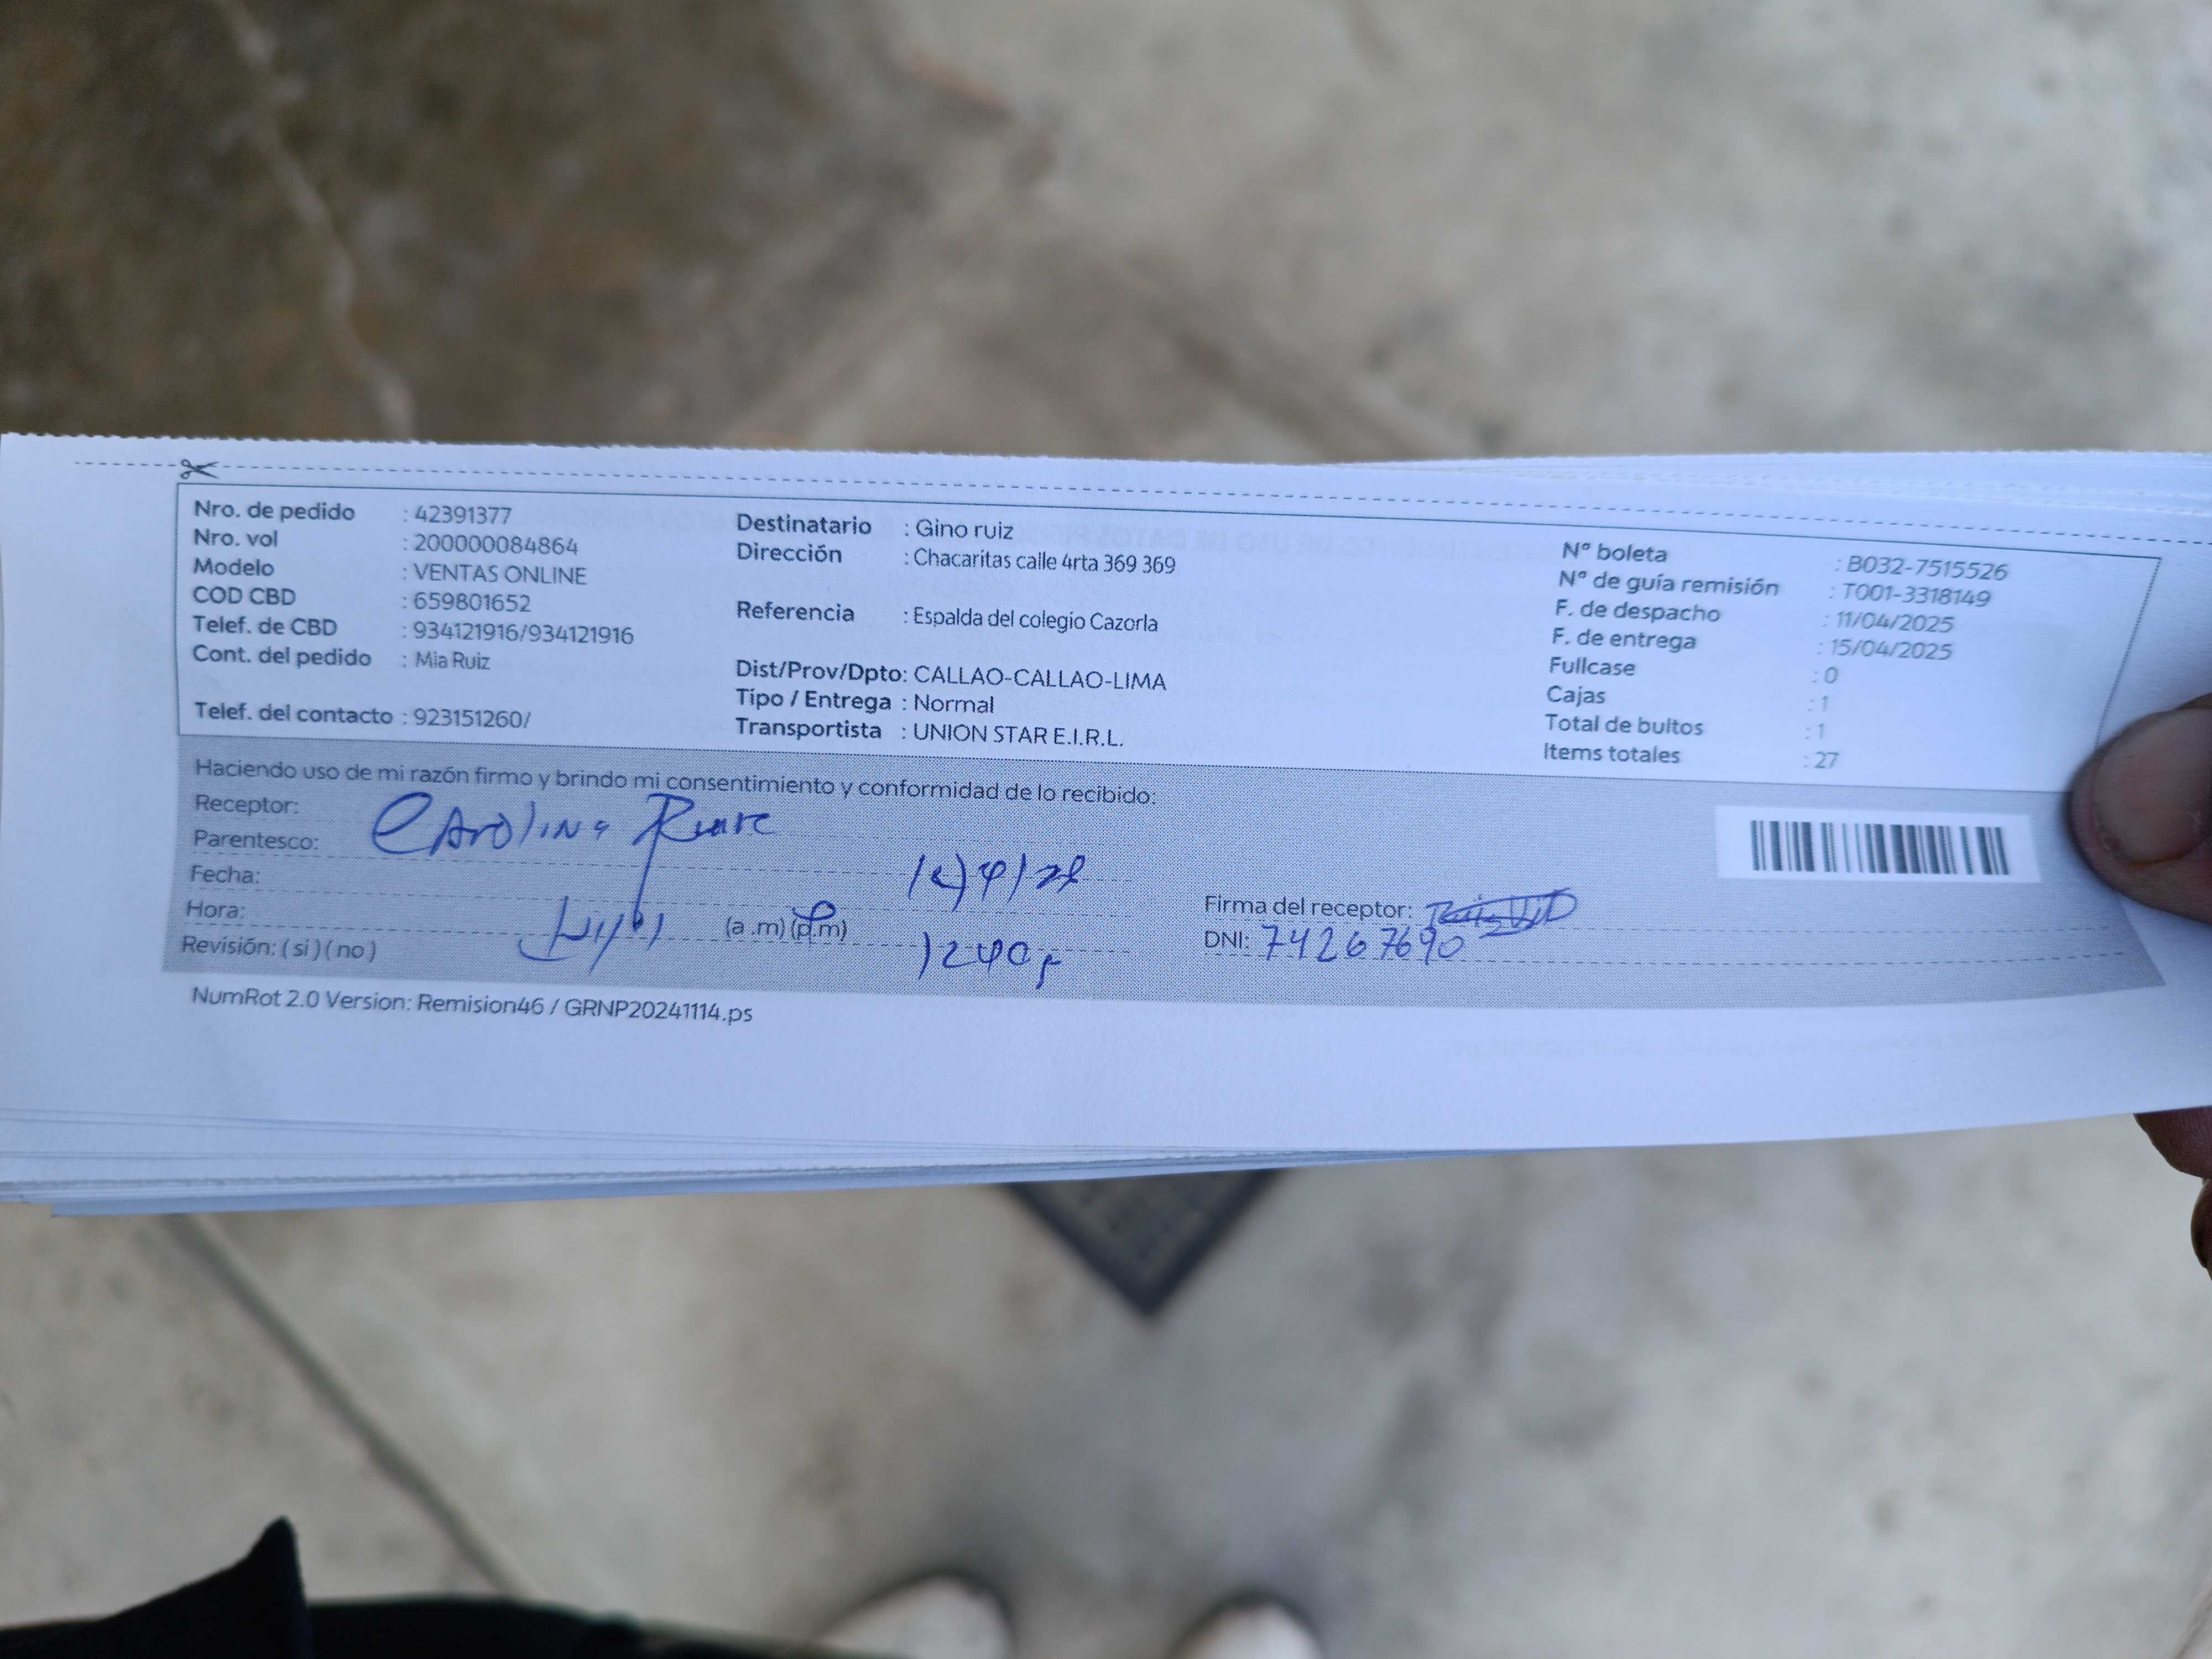 Nro. de pedido : 42391377
Nro. vol : 200000084864
Modelo : VENTAS ONLINE
COD CBD : 659801652
Telef. de CBD : 934121916/934121916
Cont. del pedido : Mia Ruiz
Telef. del contacto : 923151260/
Destinatario : Gino ruiz
Dirección : Chacaritas calle 4rta 369 369
Referencia : Espalda del colegio Cazorla
Dist/Prov/Dpto: CALLAO-CALLAO-LIMA
Tipo / Entrega : Normal
Transportista : UNION STAR E.I.R.L.
N° boleta : B032-7515526
N° de guía remisión : T001-3318149
F. de despacho : 11/04/2025
F. de entrega : 15/04/2025
Fullcase : 0
Cajas : 1
Total de bultos : 1
Items totales : 27
Haciendo uso de mi razón firmo y brindo mi consentimiento y conformidad de lo recibido:
Receptor: Carolina
Parentesco:
Fecha:
Hora: (a .m) (p.m)
Revisión: ( si ) ( no ) 1240p
Firma del receptor:
DNI: 74267690
NumRot 2.0 Version: Remision46 / GRNP20241114.ps